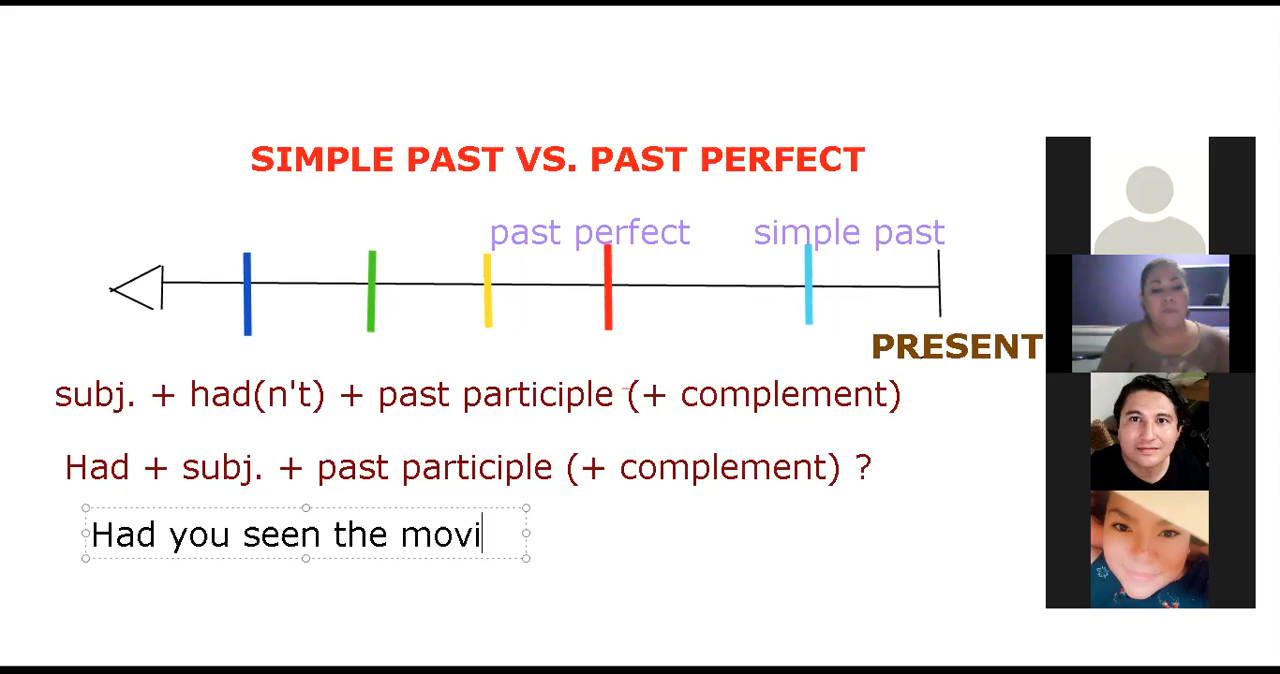 SIMPLE PAST VS. PAST PERFECT
past perfect simple past
PRESENT
subj. + had(n't) + past participle (+ complement)
Had + subj. + past participle (+ complement) ?
Had you seen the movi